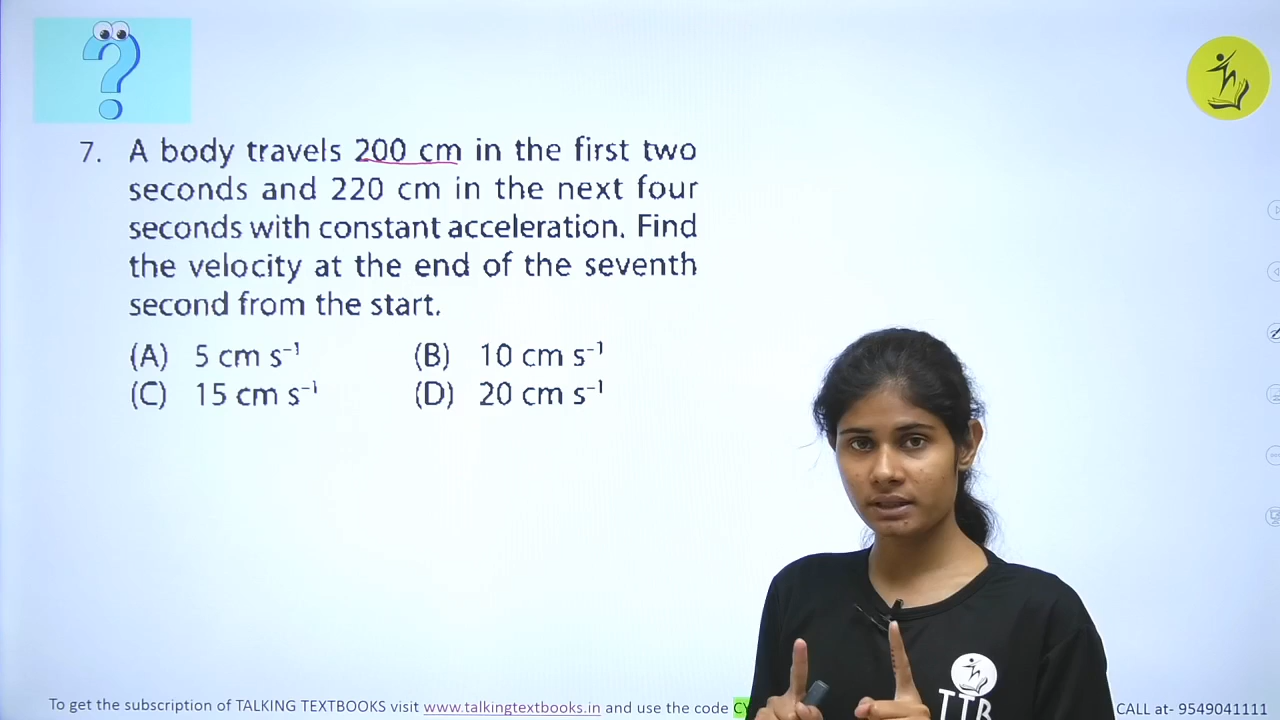 7. A body travels 200 cm in the first two
seconds and 220 cm in the next four
seconds with constant acceleration. Find
the velocity at the end of the seventh
second from the start.
(A) 5 cm s⁻¹ (B) 10 cm s⁻¹
(C) 15 cm s⁻¹ (D) 20 cm s⁻¹
TTB
To get the subscription of TALKING TEXTBOOKS visit www.talkingtextbooks.in and use the code CALL at- 9549041111